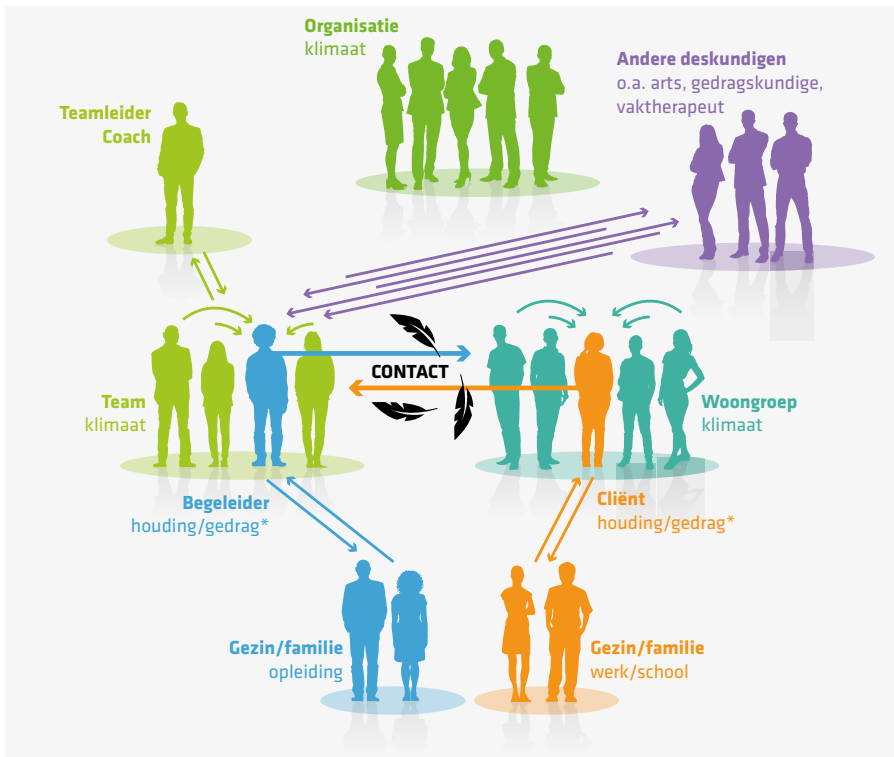 Organisatie
klimaat
Andere deskundigen
o.a. arts, gedragskundige,
vaktherapeut
Teamleider
Coach
CONTACT
Team
klimaat
Woongroep
klimaat
Begeleider
houding/gedrag*
Cliënt
houding/gedrag*
Gezin/familie
opleiding
Gezin/familie
werk/school